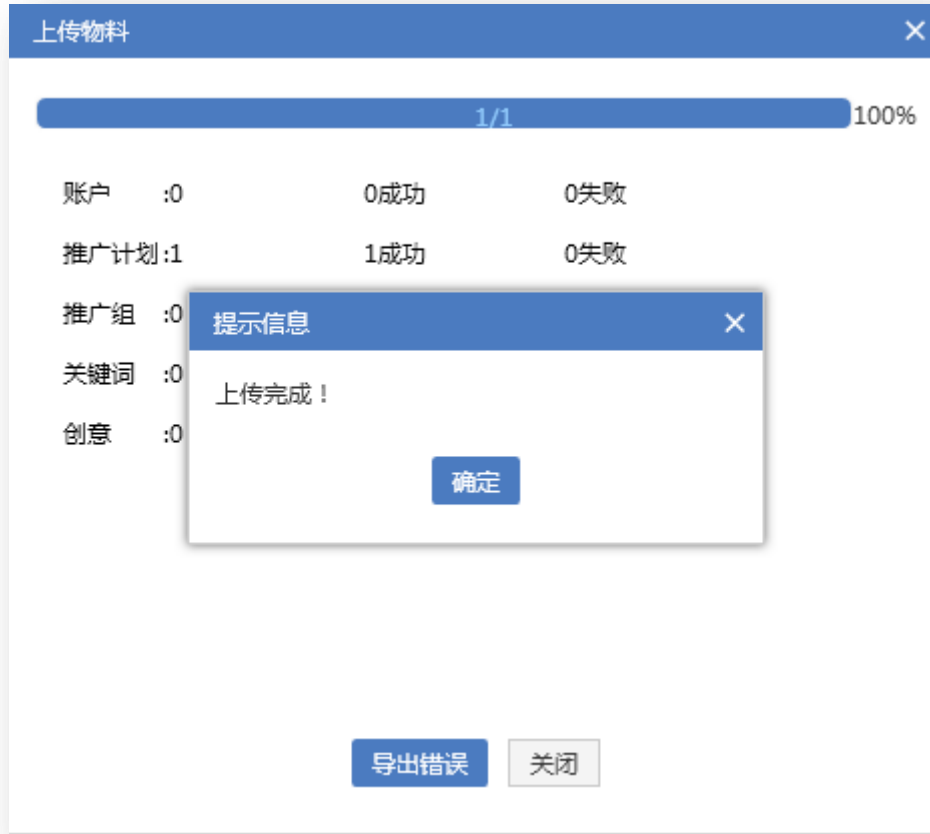 上传物料
1/1 100%
账户 :0 0成功 0失败
推广计划:1 1成功 0失败
推广组 :0
提示信息
关键词 :0
上传完成！
创意 :0
确定
导出错误 关闭